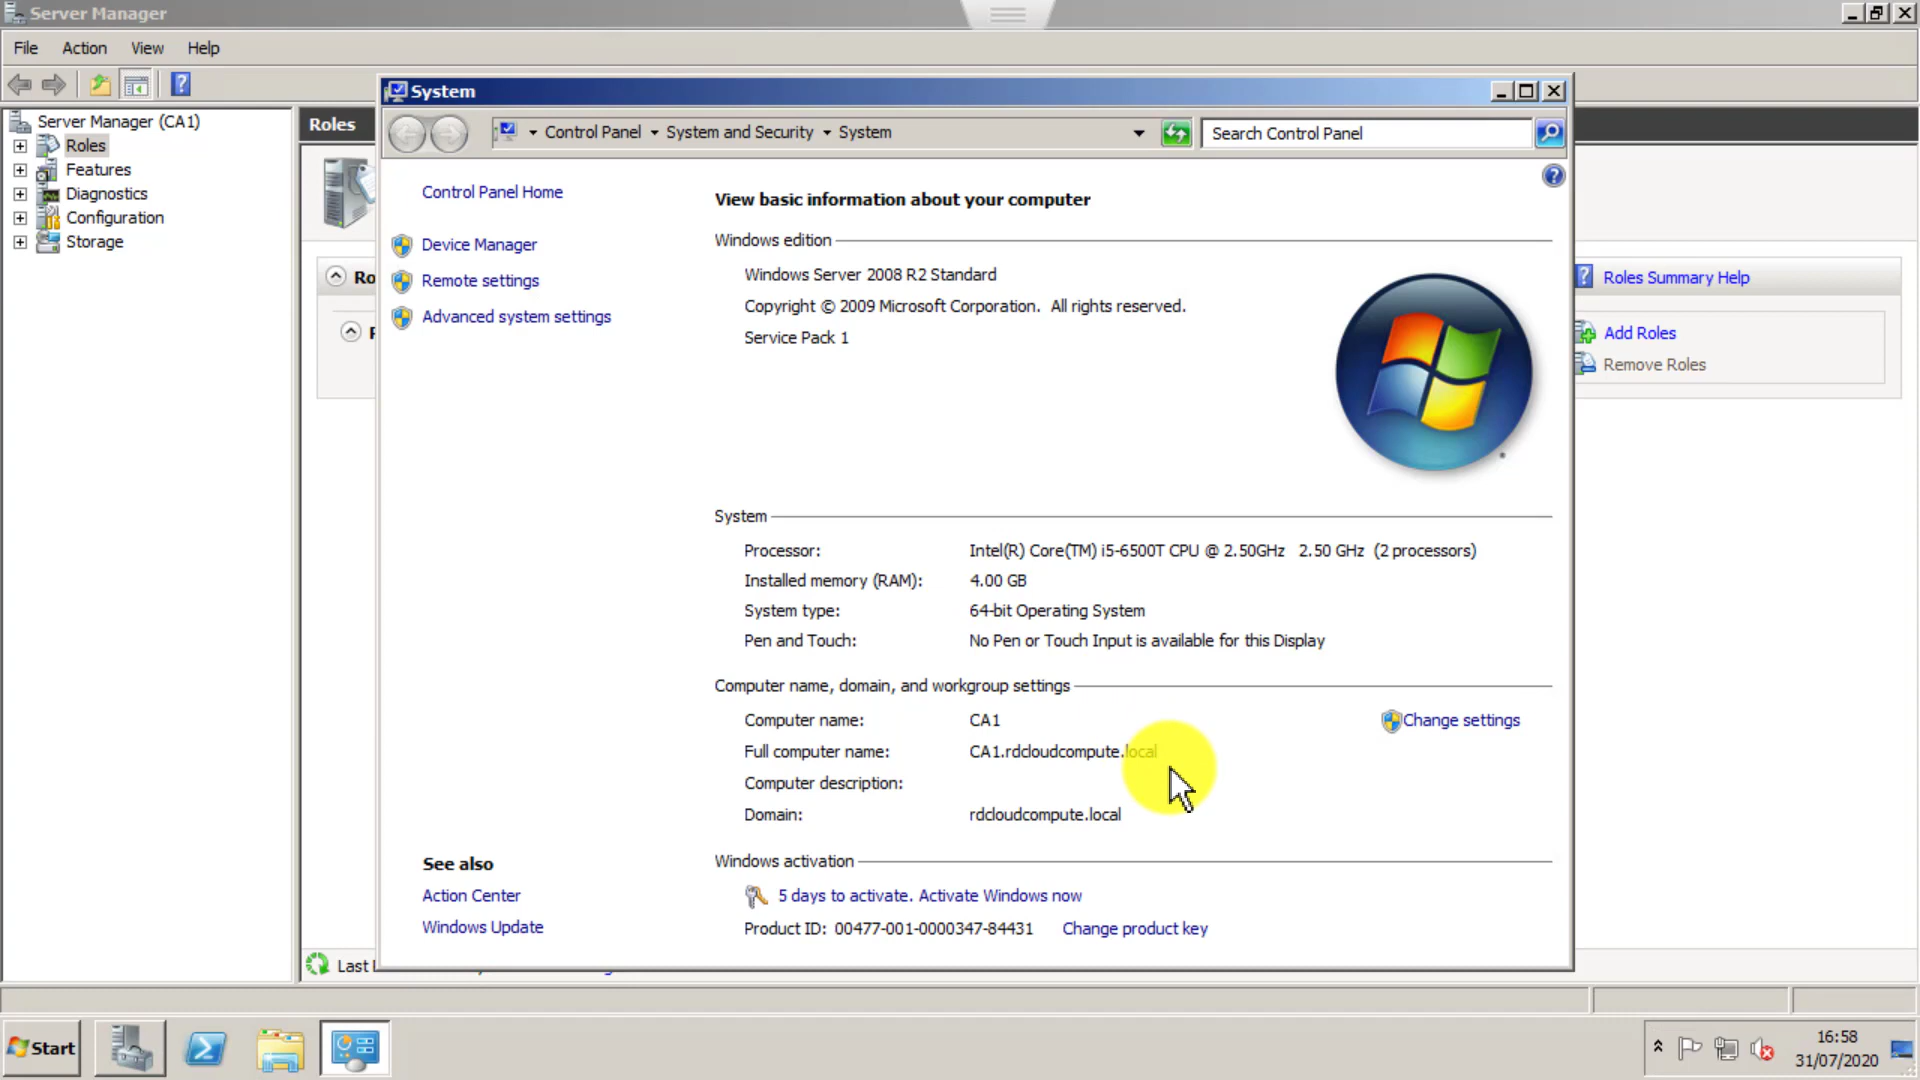 Server Manager
File Action View Help
Server Manager (CA1)
Roles
Features
Diagnostics
Configuration
Storage
Roles
Roles Summary Help
Add Roles
Remove Roles
System
Control Panel System and Security System
Search Control Panel
Control Panel Home
Device Manager
Remote settings
Advanced system settings
View basic information about your computer
Windows edition
Windows Server 2008 R2 Standard
Copyright © 2009 Microsoft Corporation. All rights reserved.
Service Pack 1
System
Processor: Intel(R) Core(TM) i5-6500T CPU @ 2.50GHz 2.50 GHz (2 processors)
Installed memory (RAM): 4.00 GB
System type: 64-bit Operating System
Pen and Touch: No Pen or Touch Input is available for this Display
Computer name, domain, and workgroup settings
Computer name: CA1
Change settings
Full computer name: CA1.rdcloudcompute.local
Computer description:
Domain: rdcloudcompute.local
Windows activation
5 days to activate. Activate Windows now
Product ID: 00477-001-0000347-84431 Change product key
See also
Action Center
Windows Update
Last
Start
16:58
31/07/2020